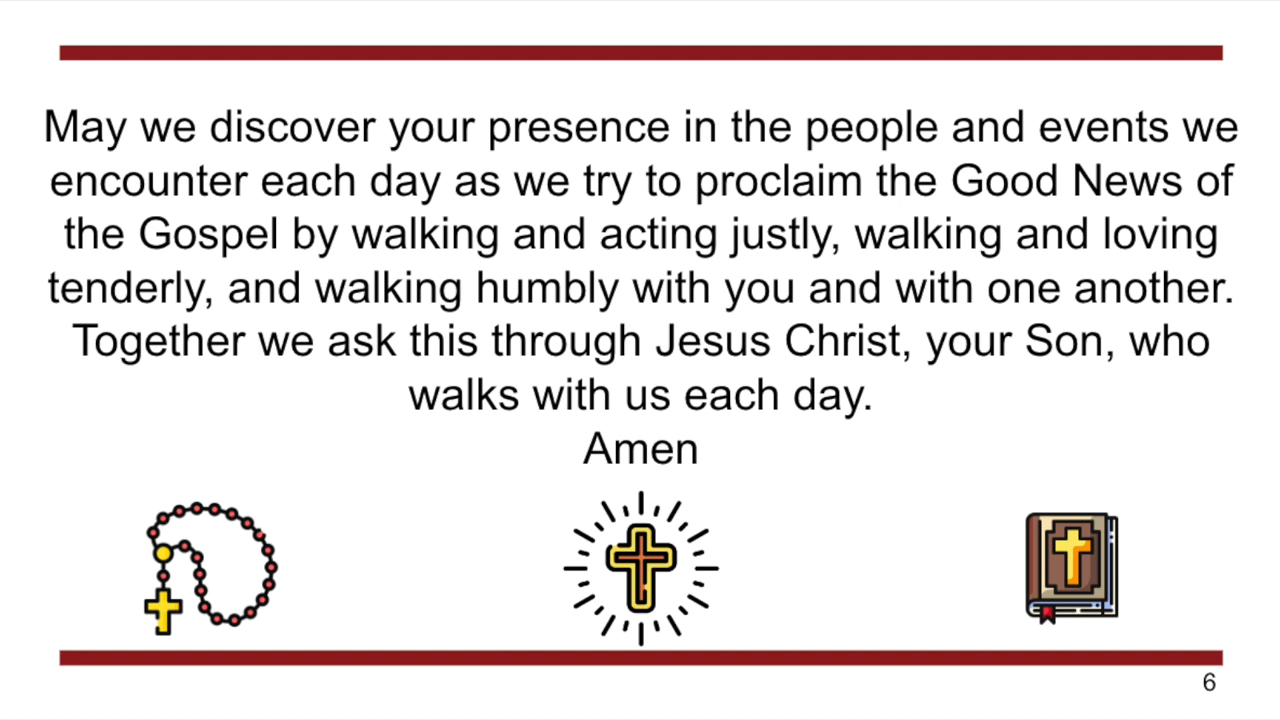 May we discover your presence in the people and events we
encounter each day as we try to proclaim the Good News of
the Gospel by walking and acting justly, walking and loving
tenderly, and walking humbly with you and with one another.
Together we ask this through Jesus Christ, your Son, who
walks with us each day.
Amen
6